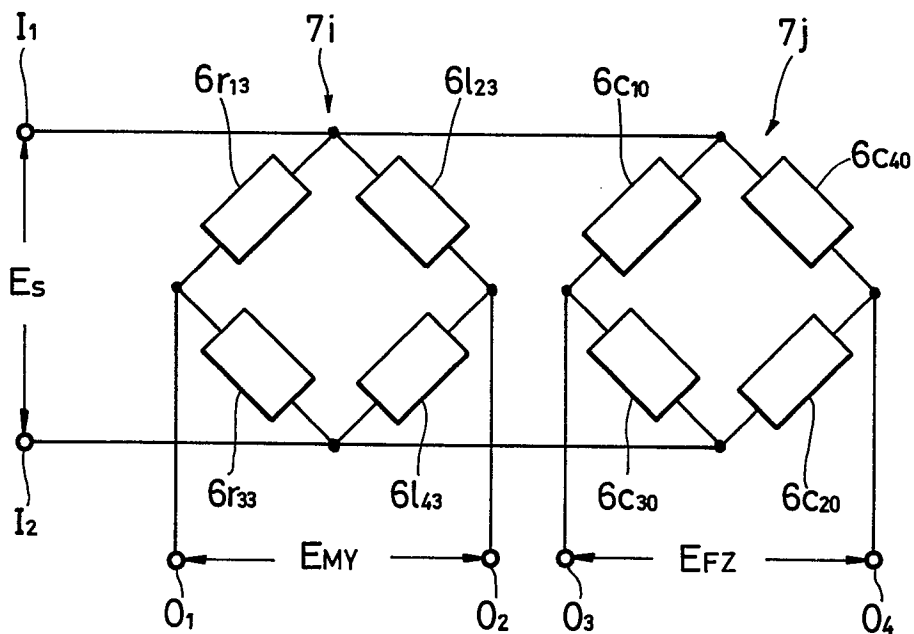 I₁
7i
7j
6r₁₃
6l₂₃
6c₁₀
6c₄₀
Es
I₂
6r₃₃
6l₄₃
6c₃₀
6c₂₀
EMY
EFZ
O₁
O₂
O₃
O₄